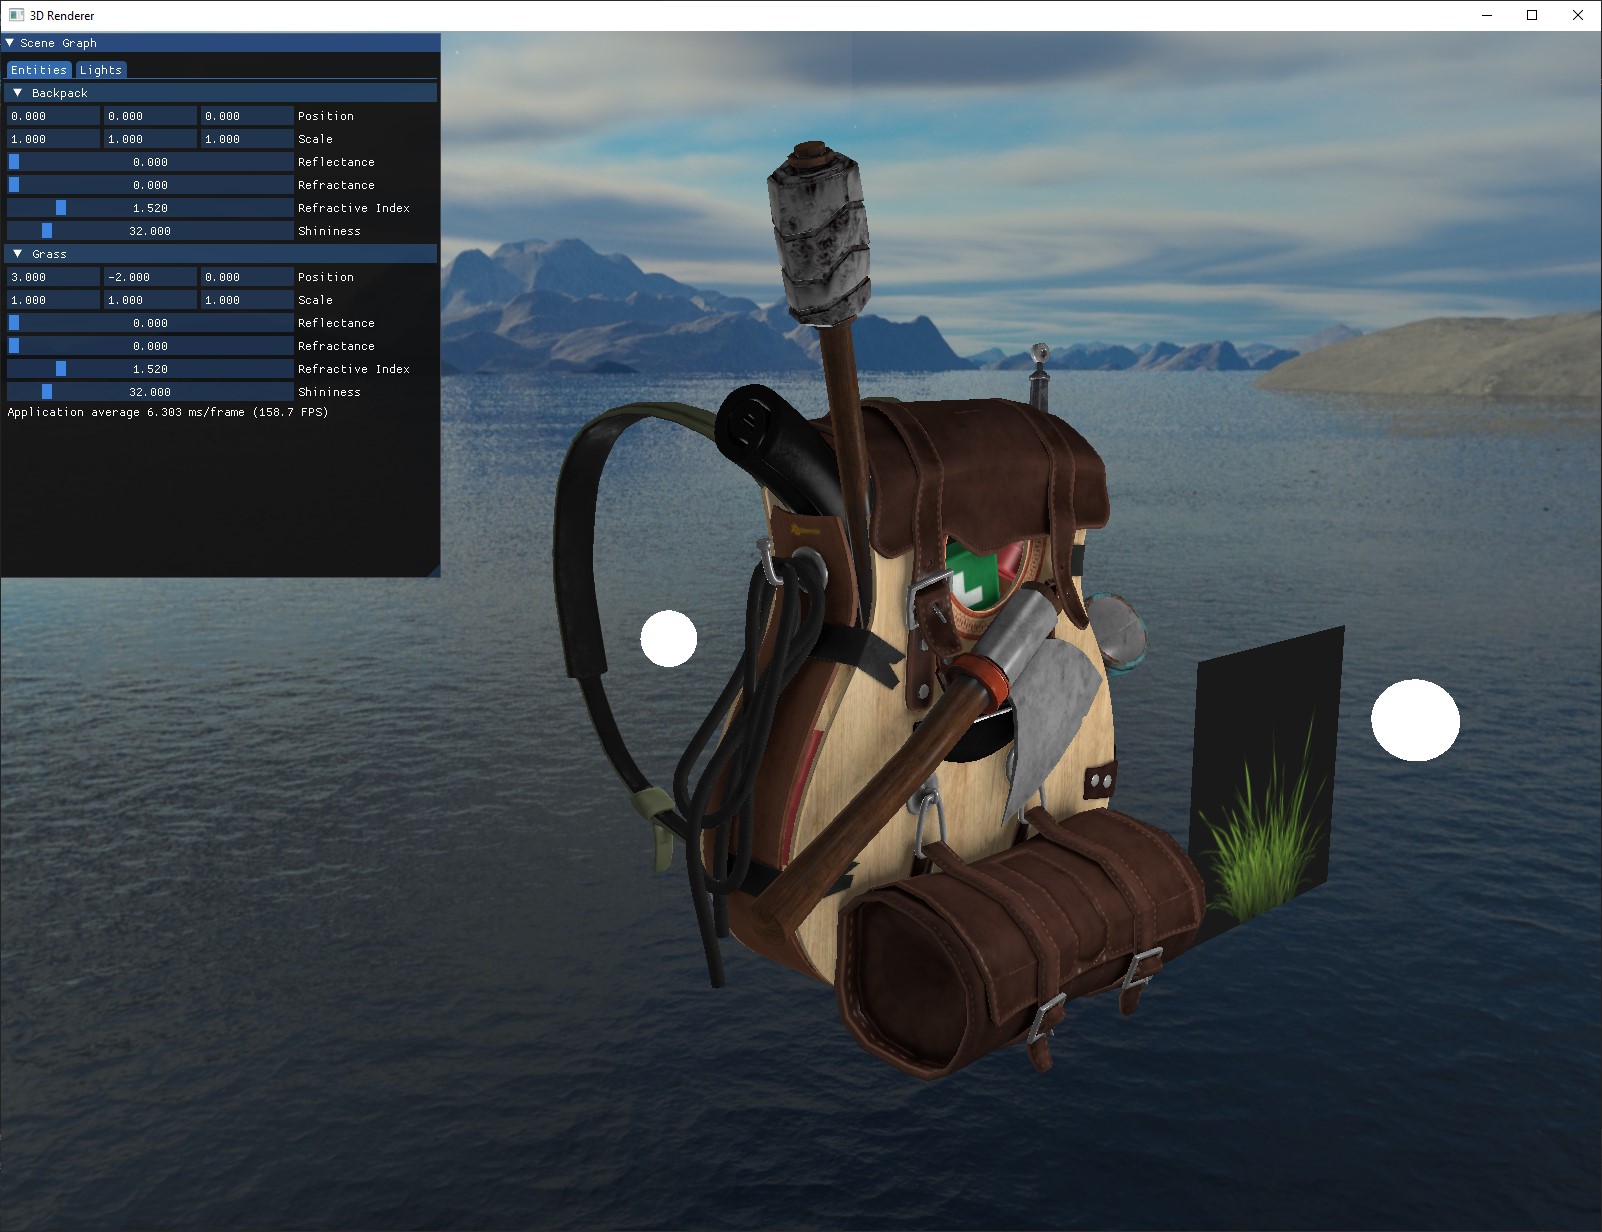 3D Renderer
Scene Graph
Entities Lights
Backpack
0.000 0.000 0.000 Position
1.000 1.000 1.000 Scale
0.000 Reflectance
0.000 Refractance
1.520 Refractive Index
32.000 Shininess
Grass
3.000 -2.000 0.000 Position
1.000 1.000 1.000 Scale
0.000 Reflectance
0.000 Refractance
1.520 Refractive Index
32.000 Shininess
Application average 6.303 ms/frame (158.7 FPS)